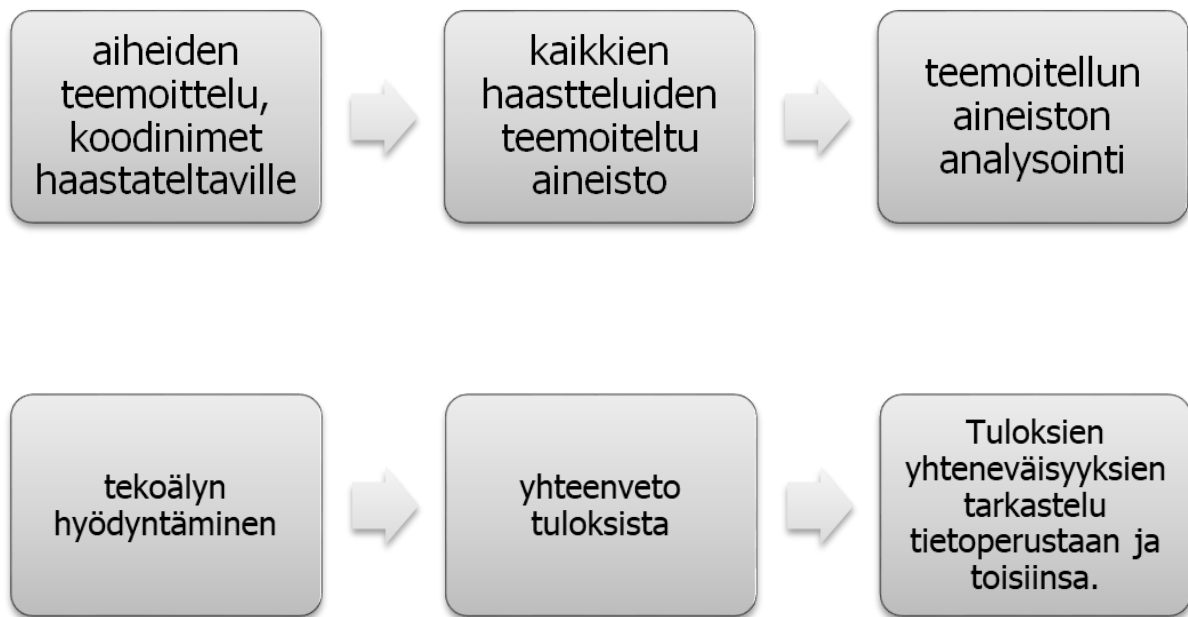 aiheiden
teemoittelu,
koodinimet
haastateltaville
kaikkien
haastteluiden
teemoiteltu
aineisto
teemoitellun
aineiston
analysointi
tekoälyn
hyödyntäminen
yhteenveto
tuloksista
Tuloksien
yhteneväisyyksien
tarkastelu
tietoperustaan ja
toisiinsa.